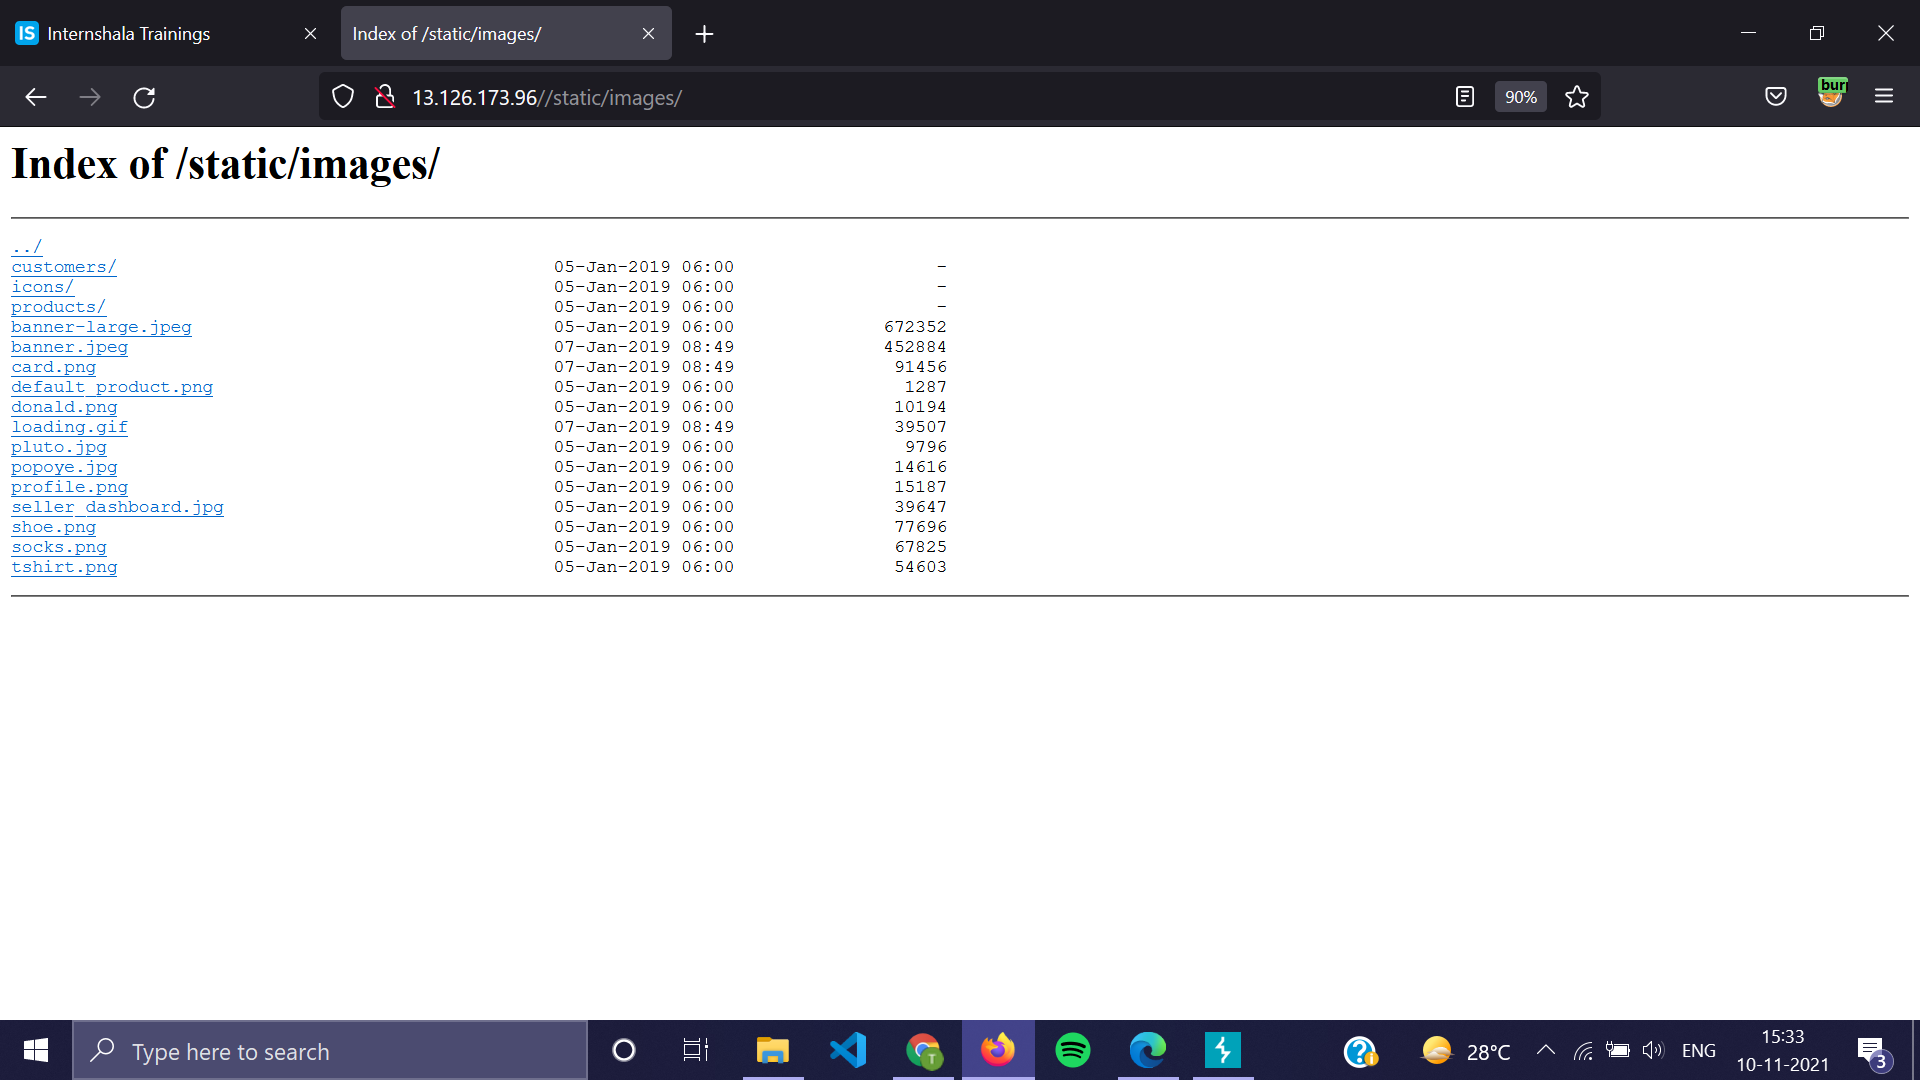 IS Internshala Trainings
Index of /static/images/
13.126.173.96//static/images/
90%
bur
Index of /static/images/
../
customers/ 05-Jan-2019 06:00 -
icons/ 05-Jan-2019 06:00 -
products/ 05-Jan-2019 06:00 -
banner-large.jpeg 05-Jan-2019 06:00 672352
banner.jpeg 07-Jan-2019 08:49 452884
card.png 07-Jan-2019 08:49 91456
default_product.png 05-Jan-2019 06:00 1287
donald.png 05-Jan-2019 06:00 10194
loading.gif 07-Jan-2019 08:49 39507
pluto.jpg 05-Jan-2019 06:00 9796
popoye.jpg 05-Jan-2019 06:00 14616
profile.png 05-Jan-2019 06:00 15187
seller_dashboard.jpg 05-Jan-2019 06:00 39647
shoe.png 05-Jan-2019 06:00 77696
socks.png 05-Jan-2019 06:00 67825
tshirt.png 05-Jan-2019 06:00 54603
Type here to search
T
28°C
ENG
15:33
10-11-2021
3